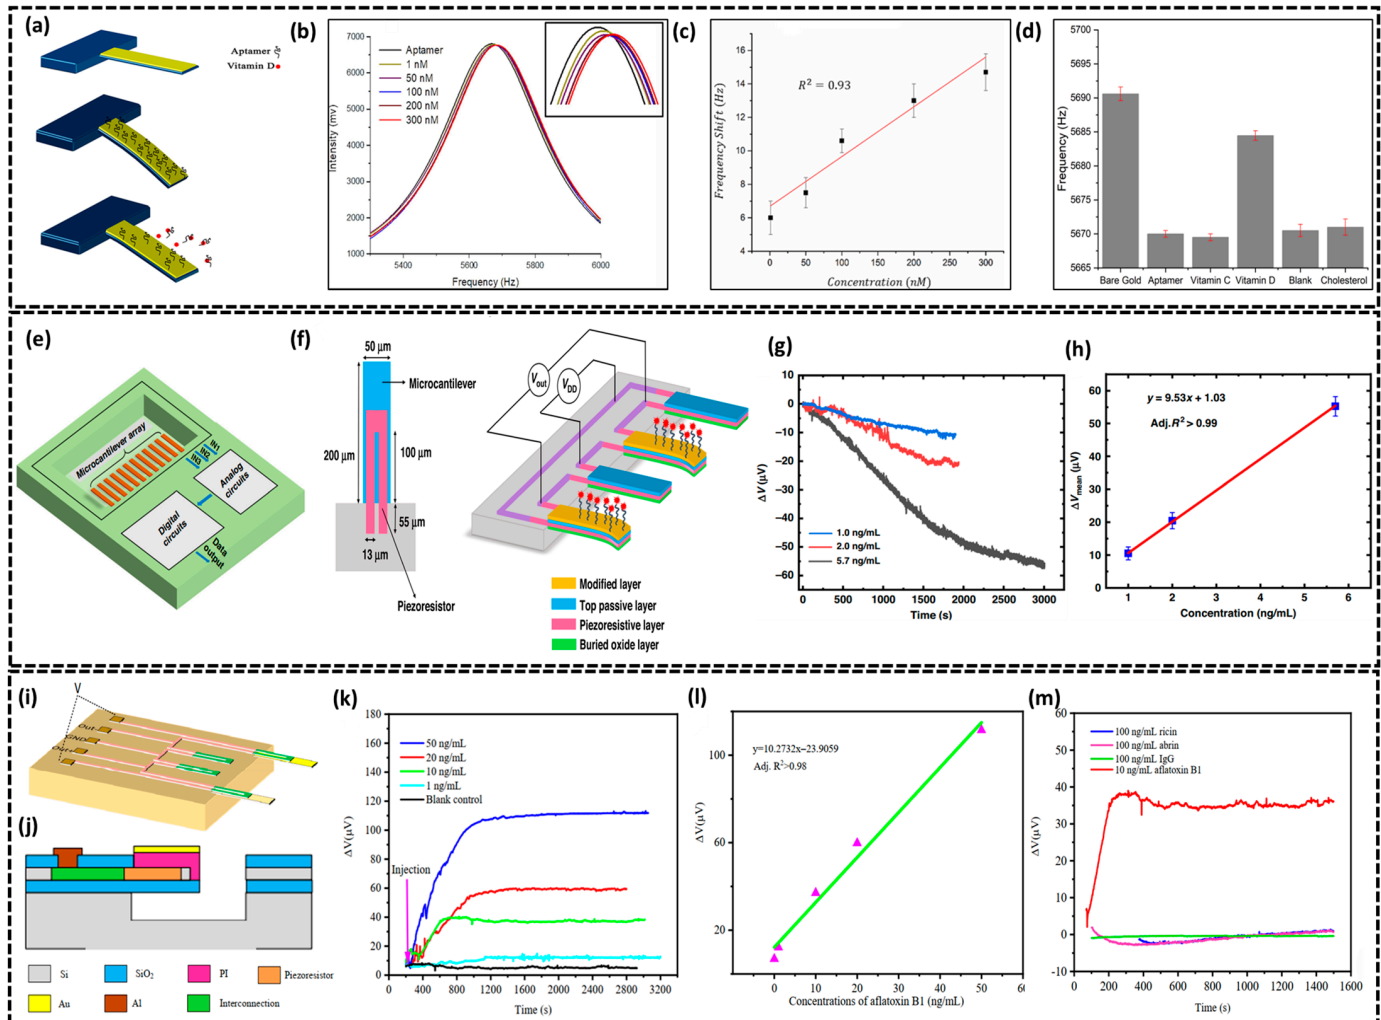 (a)
Aptamer
Vitamin D
(b)
7000
6000
5000
4000
3000
2000
1000
Intensity (mv)
Aptamer
1 nM
50 nM
100 nM
200 nM
300 nM
5400
5600
5800
6000
Frequency (Hz)
(c)
16
14
12
10
8
6
4
Frequency Shift (Hz)
R² = 0.93
0
50
100
200
300
Concentration (nM)
(d)
5700
5695
5690
5685
5680
5675
5670
5665
Frequency (Hz)
Bare Gold
Aptamer
Vitamin C
Vitamin D
Blank
Cholesterol
(e)
Microcantilever array
IN1
IN2
IN3
Analog circuits
Digital circuits
Data output
(f)
50 μm
Microcantilever
200 μm
100 μm
55 μm
13 μm
Piezoresistor
Vout
VDD
Modified layer
Top passive layer
Piezoresistive layer
Buried oxide layer
(g)
10
0
−10
−20
−30
−40
−50
−60
ΔV (μV)
1.0 ng/mL
2.0 ng/mL
5.7 ng/mL
0
500
1000
1500
2000
2500
3000
Time (s)
(h)
60
50
40
30
20
10
0
ΔVmean (μV)
y = 9.53x + 1.03
Adj.R² > 0.99
1
2
3
4
5
6
Concentration (ng/mL)
(i)
V
Out-
GND
Out+
(j)
Si
SiO₂
PI
Piezoresistor
Au
Al
Interconnection
(k)
180
160
140
120
100
80
60
40
20
0
ΔV(μV)
50 ng/mL
20 ng/mL
10 ng/mL
1 ng/mL
Blank control
Injection
0
400
800
1200
1600
2000
2400
2800
3200
Time (s)
(l)
100
60
20
ΔV(μV)
y=10.2732x−23.9059
Adj. R²>0.98
0
10
20
30
40
50
Concentrations of aflatoxin B1 (ng/mL)
(m)
60
50
40
30
20
10
0
-10
ΔV(μV)
100 ng/mL ricin
100 ng/mL abrin
100 ng/mL IgG
10 ng/mL aflatoxin B1
0
200
400
600
800
1000
1200
1400
1600
Time (s)